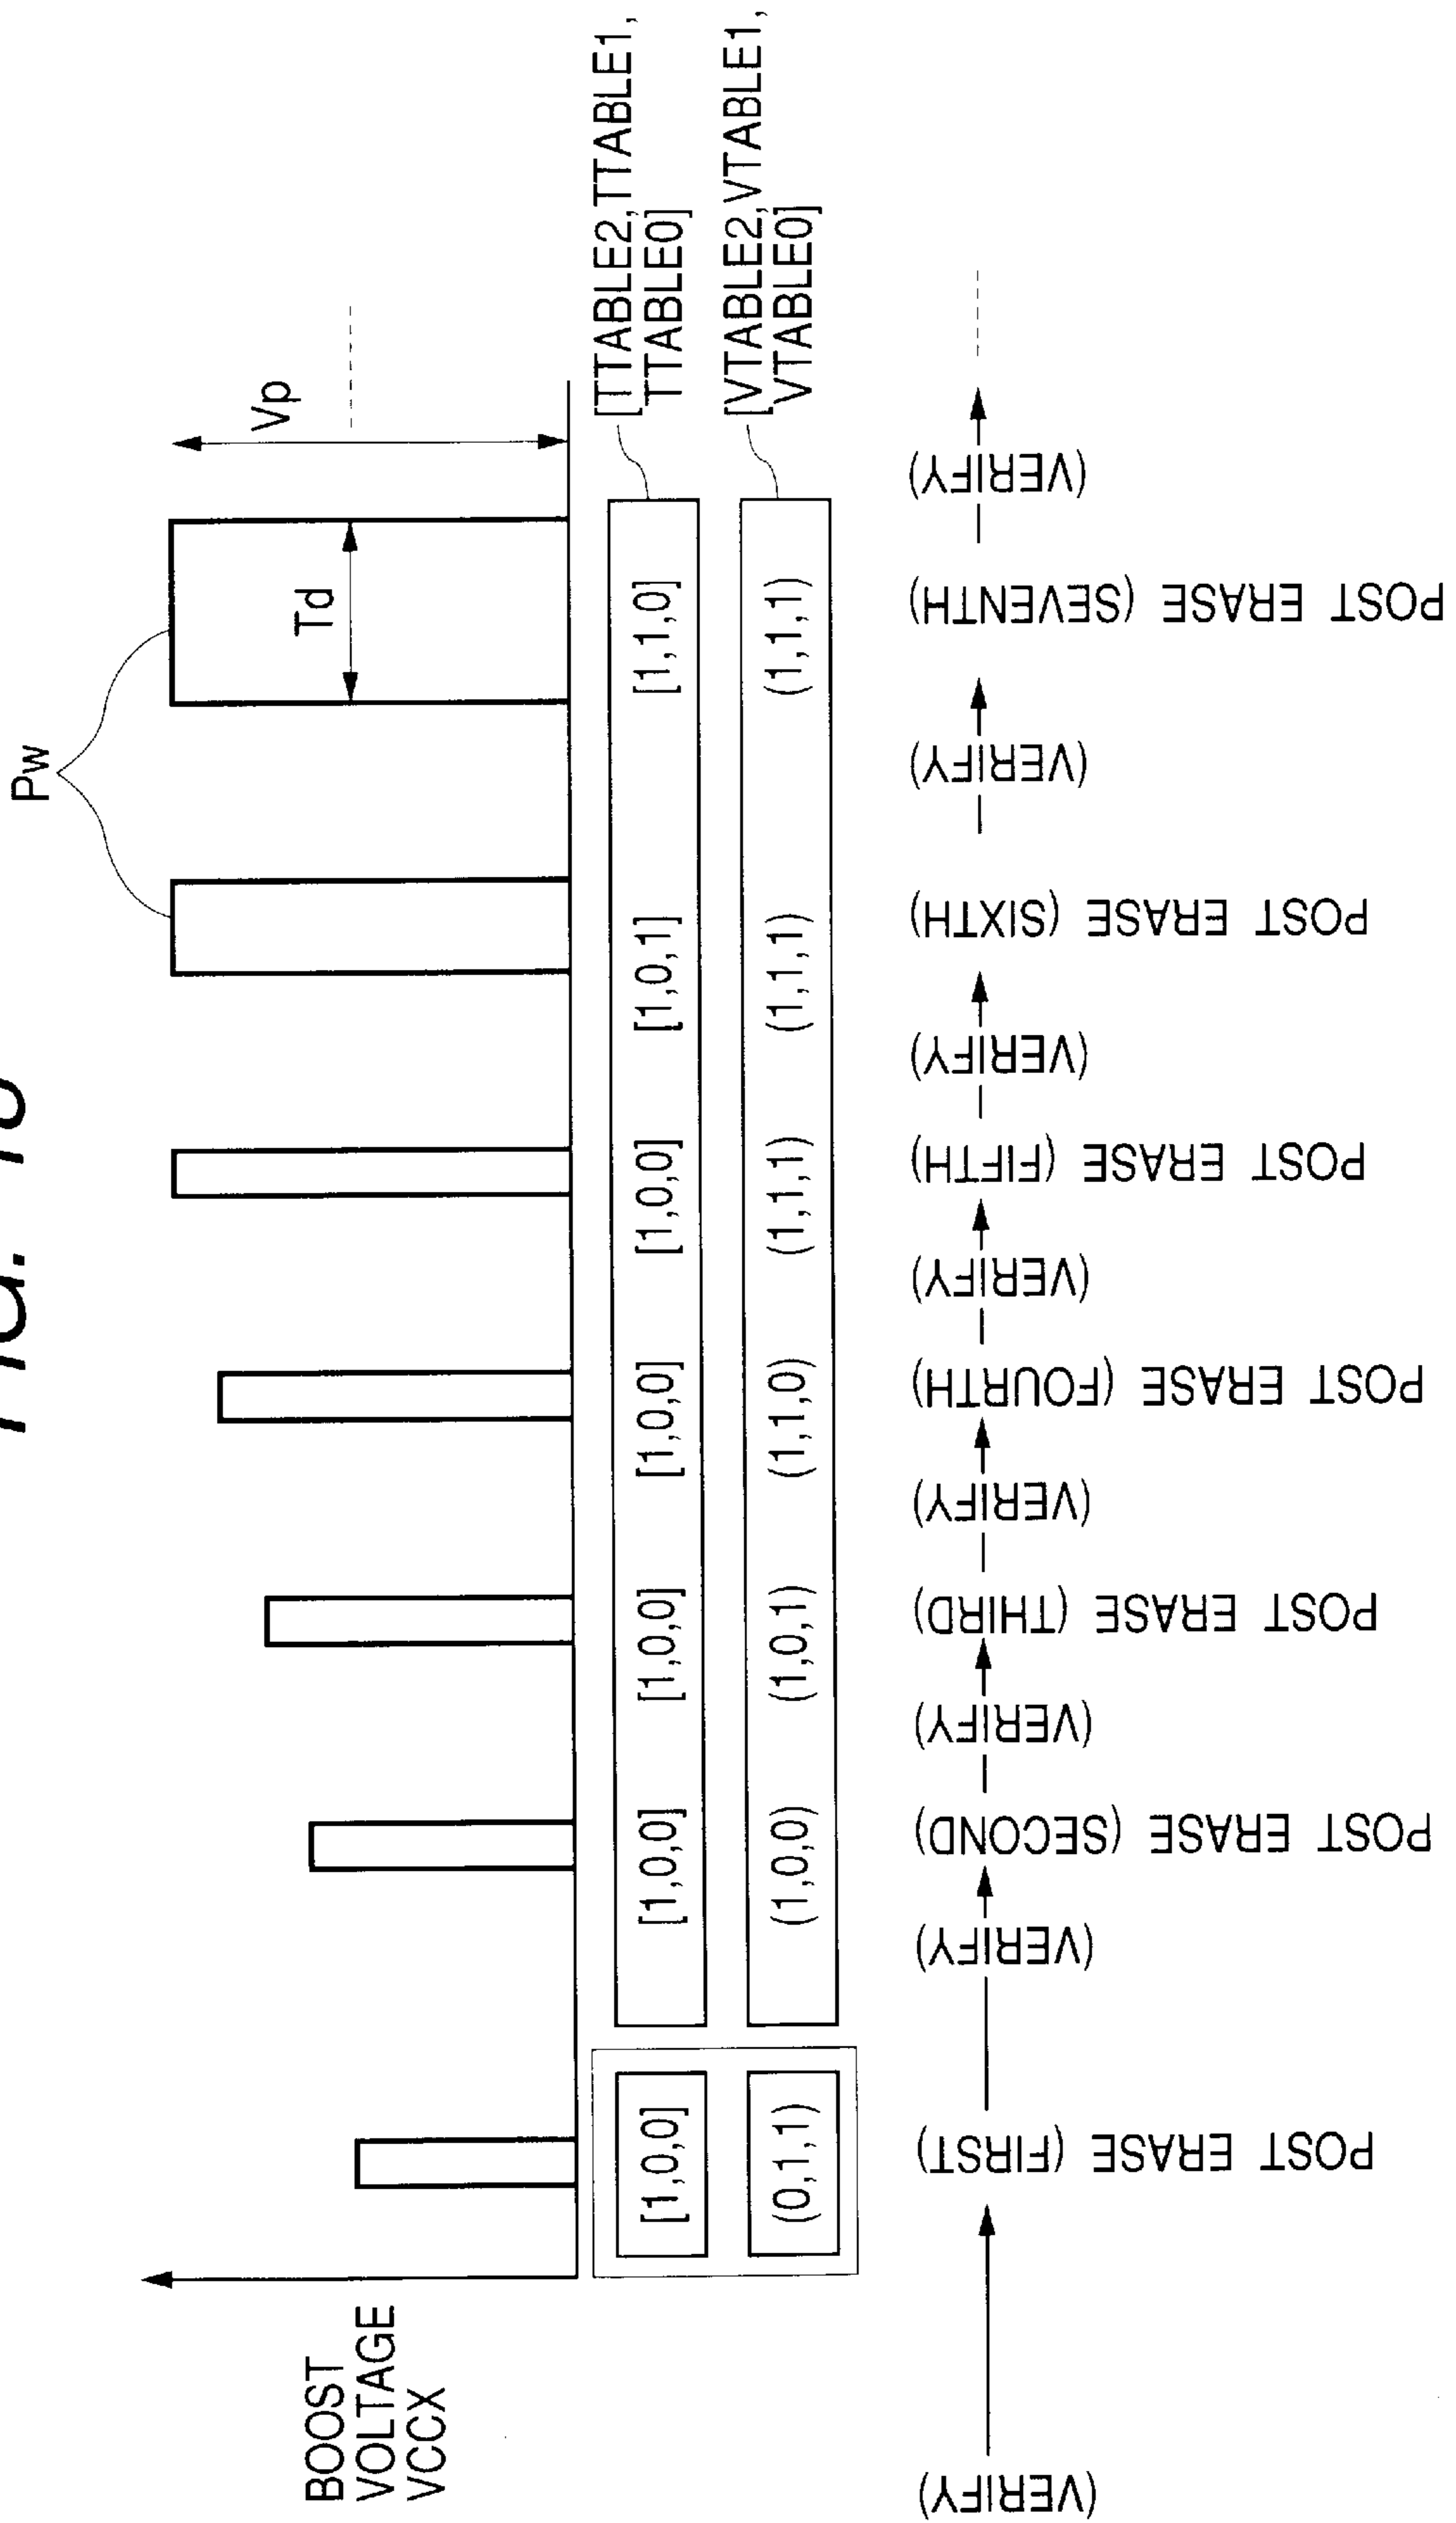 FIG.
Pw
Vp
Td
BOOST
VOLTAGE
VCCX
[1,0,0]
[1,0,0]
[1,0,0]
[1,0,0]
[1,0,0]
[1,0,1]
[1,1,0]
[TTABLE2,TTABLE1,
TTABLE0]
(0,1,1)
(1,0,0)
(1,0,1)
(1,1,0)
(1,1,1)
(1,1,1)
(1,1,1)
[VTABLE2,VTABLE1,
VTABLE0]
(VERIFY)
POST ERASE (FIRST)
(VERIFY)
POST ERASE (SECOND)
(VERIFY)
POST ERASE (THIRD)
(VERIFY)
POST ERASE (FOURTH)
(VERIFY)
POST ERASE (FIFTH)
(VERIFY)
POST ERASE (SIXTH)
(VERIFY)
POST ERASE (SEVENTH)
(VERIFY)